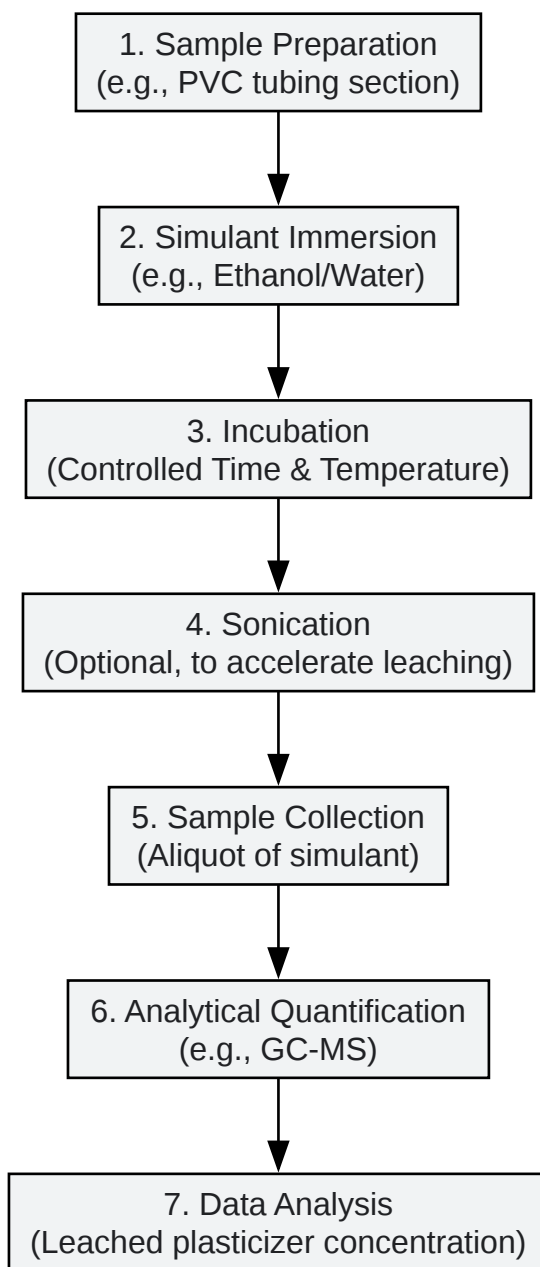 1. Sample Preparation
(e.g., PVC tubing section)
2. Simulant Immersion
(e.g., Ethanol/Water)
3. Incubation
(Controlled Time & Temperature)
4. Sonication
(Optional, to accelerate leaching)
5. Sample Collection
(Aliquot of simulant)
6. Analytical Quantification
(e.g., GC-MS)
7. Data Analysis
(Leached plasticizer concentration)